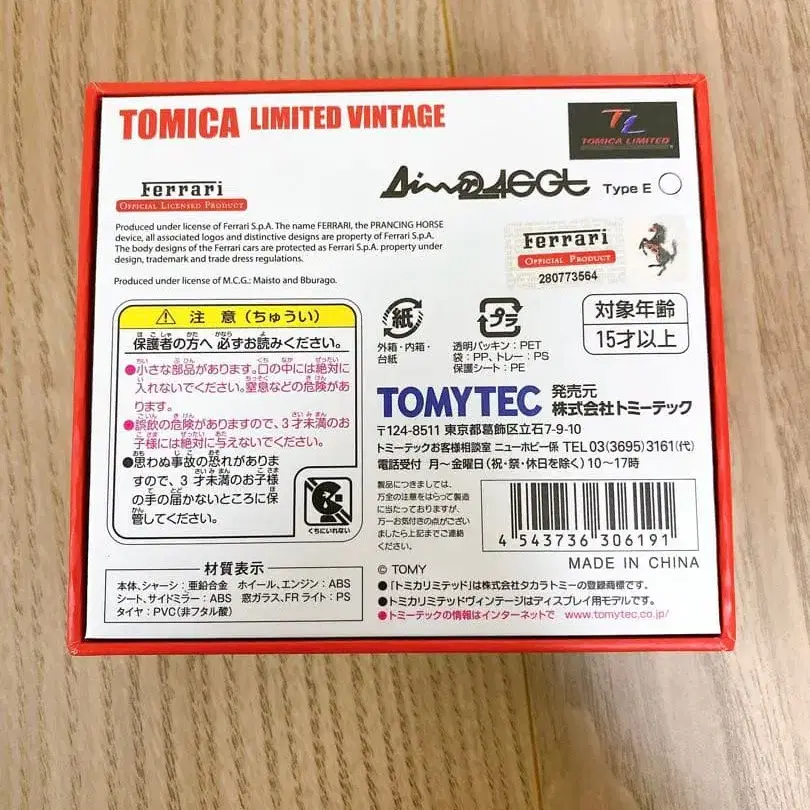 TOMICA LIMITED VINTAGE
TL
TOMICA LIMITED
Ferrari
OFFICIAL LICENSED PRODUCT
Dino 246Gt Type E
Produced under license of Ferrari S.p.A. The name FERRARI, the PRANCING HORSE
device, all associated logos and distinctive designs are property of Ferrari S.p.A.
The body designs of the Ferrari cars are protected as Ferrari S.p.A. property under
design, trademark and trade dress regulations.
Produced under license of M.C.G.: Maisto and Bburago.
Ferrari
OFFICIAL PRODUCT
280773564
⚠ 注意（ちゅうい）
保護者の方へ 必ずお読みください。
●小さな部品があります。口の中には絶対に
入れないでください。窒息などの危険があ
ります。
●誤飲の危険がありますので、3才未満のお
子様には絶対に与えないでください。
●思わぬ事故の恐れがありま
すので、3才未満のお子様
の手の届かないところに保
管してください。
くちにいれない
紙
外箱・内箱・
台紙
プラ
透明パッキン：PET
袋：PP、トレー：PS
保護シート：PE
対象年齢
15才以上
TOMYTEC 発売元
株式会社トミーテック
〒124-8511 東京都葛飾区立石7-9-10
トミーテックお客様相談室 ニューホビー係 TEL 03(3695)3161(代)
電話受付 月～金曜日(祝・祭・休日を除く) 10～17時
製品につきましては、
万全の注意をはらって製造
に当たっておりますが、
万一お気付きの点がござい
ましたら上記までご連絡
ください。
4 543736 306191
MADE IN CHINA
材質表示
本体、シャーシ：亜鉛合金 ホイール、エンジン：ABS
シート、サイドミラー：ABS 窓ガラス、FRライト：PS
タイヤ：PVC(非フタル酸)
© TOMY
●「トミカリミテッド」は株式会社タカラトミーの登録商標です。
●トミカリミテッドヴィンテージはディスプレイ用モデルです。
●トミーテックの情報はインターネットで www.tomytec.co.jp/